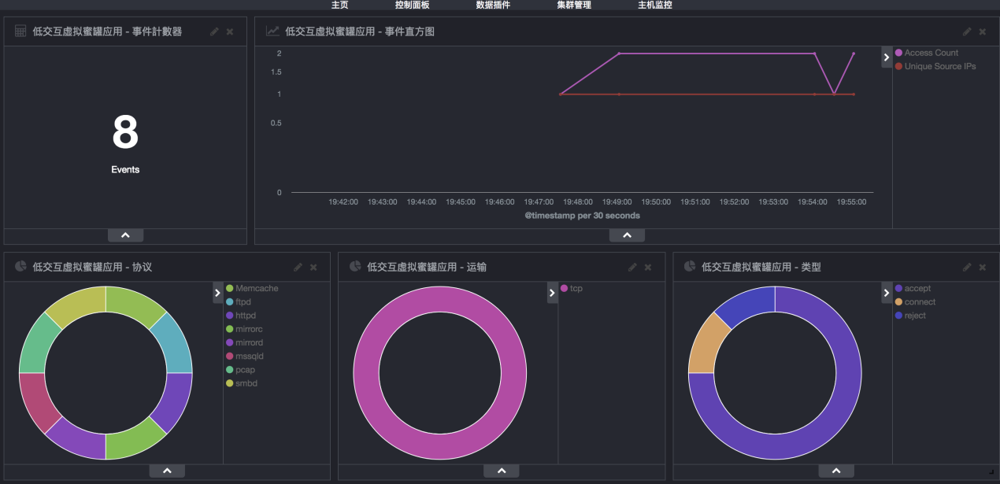 主页 控制面板 数据插件 集群管理 主机监控
低交互虚拟蜜罐应用 - 事件計數器
8
Events
低交互虚拟蜜罐应用 - 事件直方图
2
1.5
1
0.5
0
19:42:00 19:43:00 19:44:00 19:45:00 19:46:00 19:47:00 19:48:00 19:49:00 19:50:00 19:51:00 19:52:00 19:53:00 19:54:00 19:55:00
@timestamp per 30 seconds
Access Count
Unique Source IPs
低交互虚拟蜜罐应用 - 协议
Memcache
ftpd
httpd
mirrorc
mirrord
mssqld
pcap
smbd
低交互虚拟蜜罐应用 - 运输
tcp
低交互虚拟蜜罐应用 - 类型
accept
connect
reject